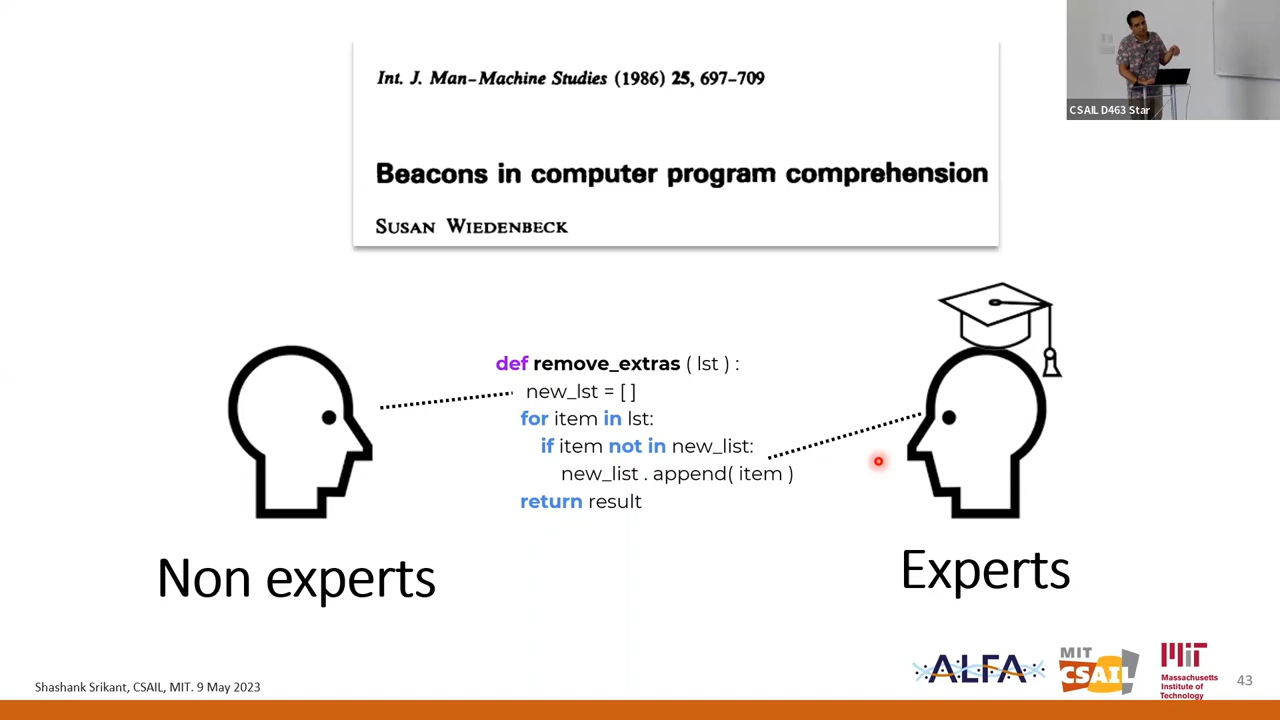 Int. J. Man-Machine Studies (1986) 25, 697-709
CSAIL D463 Star
Beacons in computer program comprehension
SUSAN WIEDENBECK
def remove_extras ( lst ) :
new_lst = [ ]
for item in lst:
if item not in new_list:
new_list . append( item )
return result
Non experts
Experts
ALFA
MIT
CSAIL
MIT
Massachusetts
Institute of
Technology
Shashank Srikant, CSAIL, MIT. 9 May 2023
43